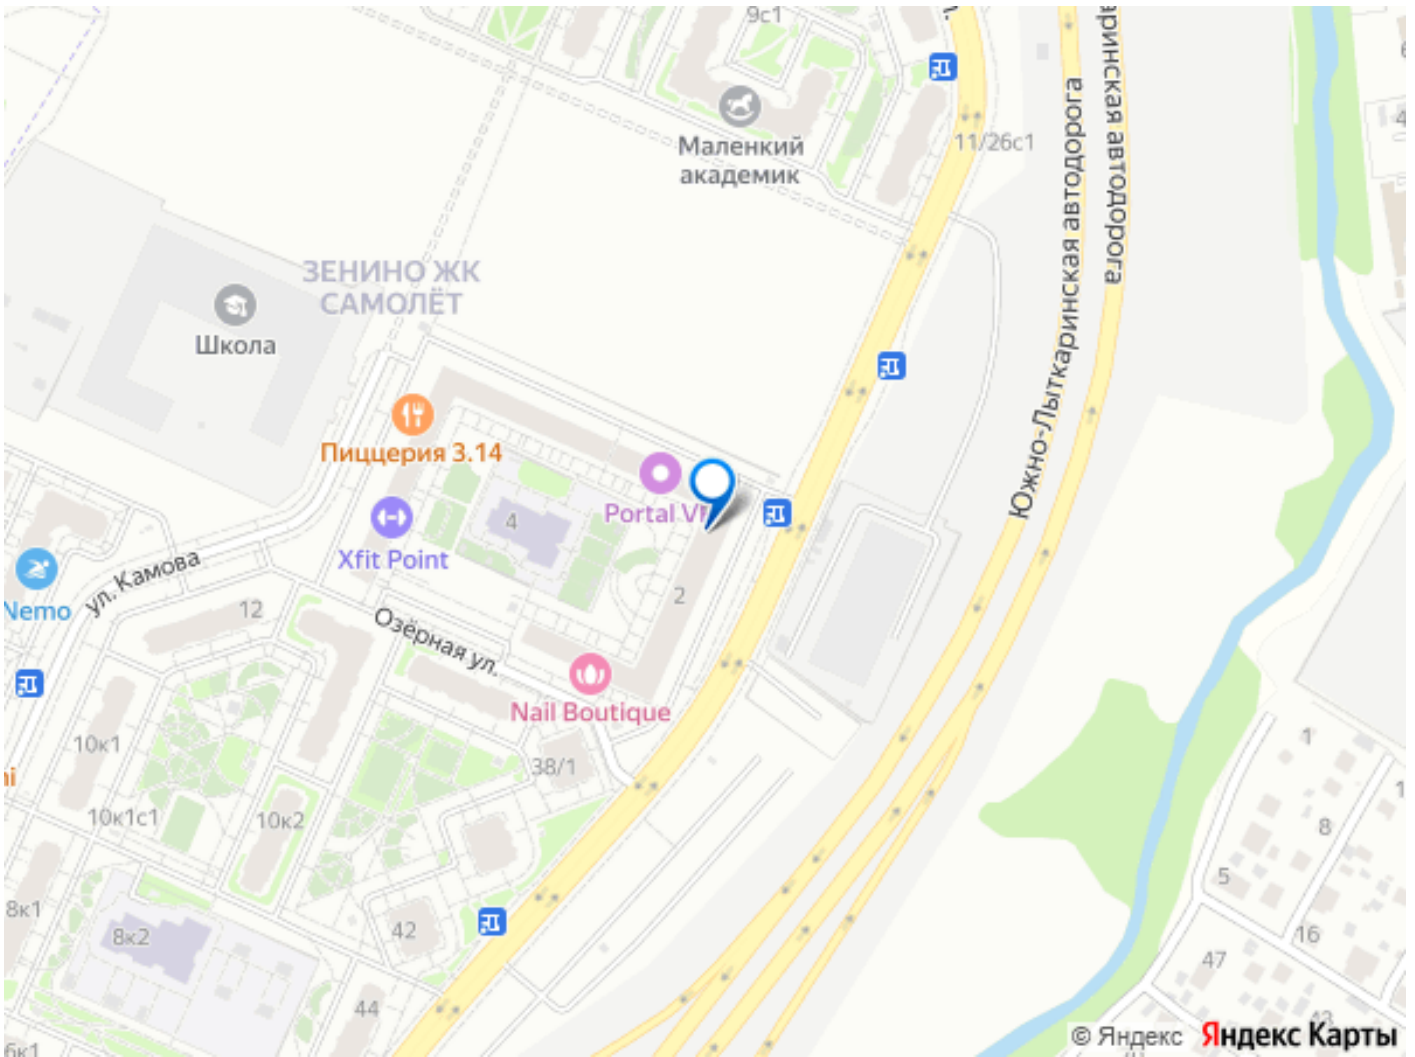 9с1
11/26с1
Маленкий
академик
Южно-Лыткаринская автодорога
аринская автодорога
ЗЕНИНО ЖК
САМОЛЁТ
Школа
Пиццерия 3.14
Portal V
4
Xfit Point
2
Nemo
ул. Камова
12
Озёрная ул.
Nail Boutique
10к1
38/1
1
10к1с1
10к2
8
5
8к1
8к2
42
16
47
44
6к1
© Яндекс
Яндекс Карты